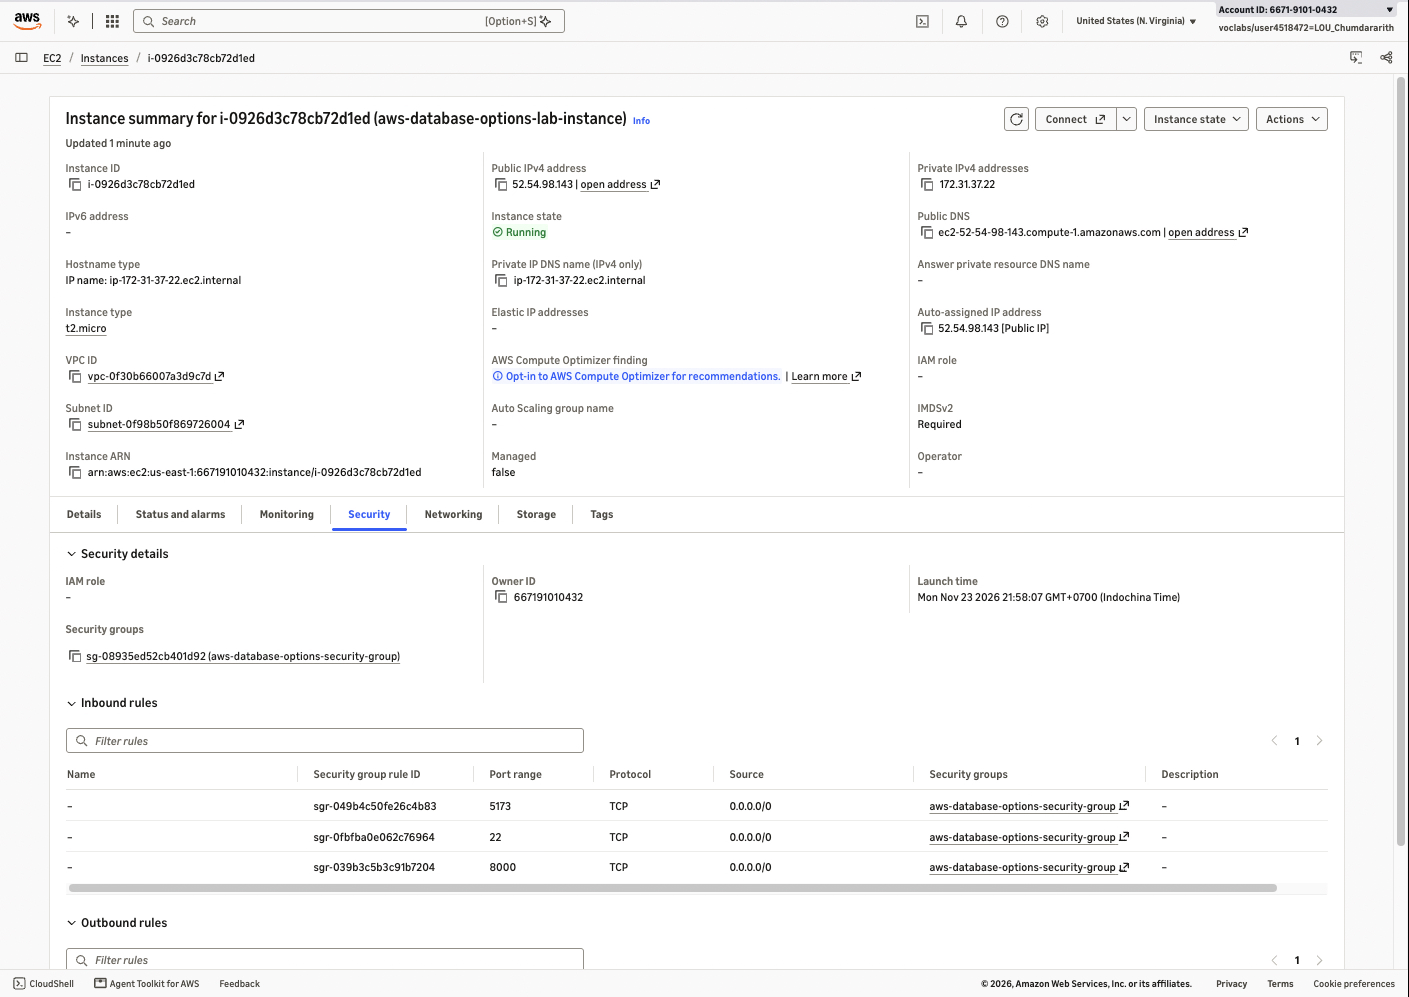 aws
Search [Option+S]
United States (N. Virginia)
Account ID: 6671-9101-0432
voclabs/user4518472=LOU_Chumdararith
EC2 / Instances / i-0926d3c78cb72d1ed
Instance summary for i-0926d3c78cb72d1ed (aws-database-options-lab-instance) Info
Connect
Instance state
Actions
Updated 1 minute ago
Instance ID
i-0926d3c78cb72d1ed
Public IPv4 address
52.54.98.143 | open address
Private IPv4 addresses
172.31.37.22
IPv6 address
–
Instance state
Running
Public DNS
ec2-52-54-98-143.compute-1.amazonaws.com | open address
Hostname type
IP name: ip-172-31-37-22.ec2.internal
Private IP DNS name (IPv4 only)
ip-172-31-37-22.ec2.internal
Answer private resource DNS name
–
Instance type
t2.micro
Elastic IP addresses
–
Auto-assigned IP address
52.54.98.143 [Public IP]
VPC ID
vpc-0f30b66007a3d9c7d
AWS Compute Optimizer finding
Opt-in to AWS Compute Optimizer for recommendations. | Learn more
IAM role
–
Subnet ID
subnet-0f98b50f869726004
Auto Scaling group name
–
IMDSv2
Required
Instance ARN
arn:aws:ec2:us-east-1:667191010432:instance/i-0926d3c78cb72d1ed
Managed
false
Operator
–
Details Status and alarms Monitoring Security Networking Storage Tags
Security details
IAM role
–
Owner ID
667191010432
Launch time
Mon Nov 23 2026 21:58:07 GMT+0700 (Indochina Time)
Security groups
sg-08935ed52cb401d92 (aws-database-options-security-group)
Inbound rules
Filter rules
1
Name Security group rule ID Port range Protocol Source Security groups Description
– sgr-049b4c50fe26c4b83 5173 TCP 0.0.0.0/0 aws-database-options-security-group –
– sgr-0fbfba0e062c76964 22 TCP 0.0.0.0/0 aws-database-options-security-group –
– sgr-039b3c5b3c91b7204 8000 TCP 0.0.0.0/0 aws-database-options-security-group –
Outbound rules
Filter rules
1
CloudShell Agent Toolkit for AWS Feedback
© 2026, Amazon Web Services, Inc. or its affiliates. Privacy Terms Cookie preferences